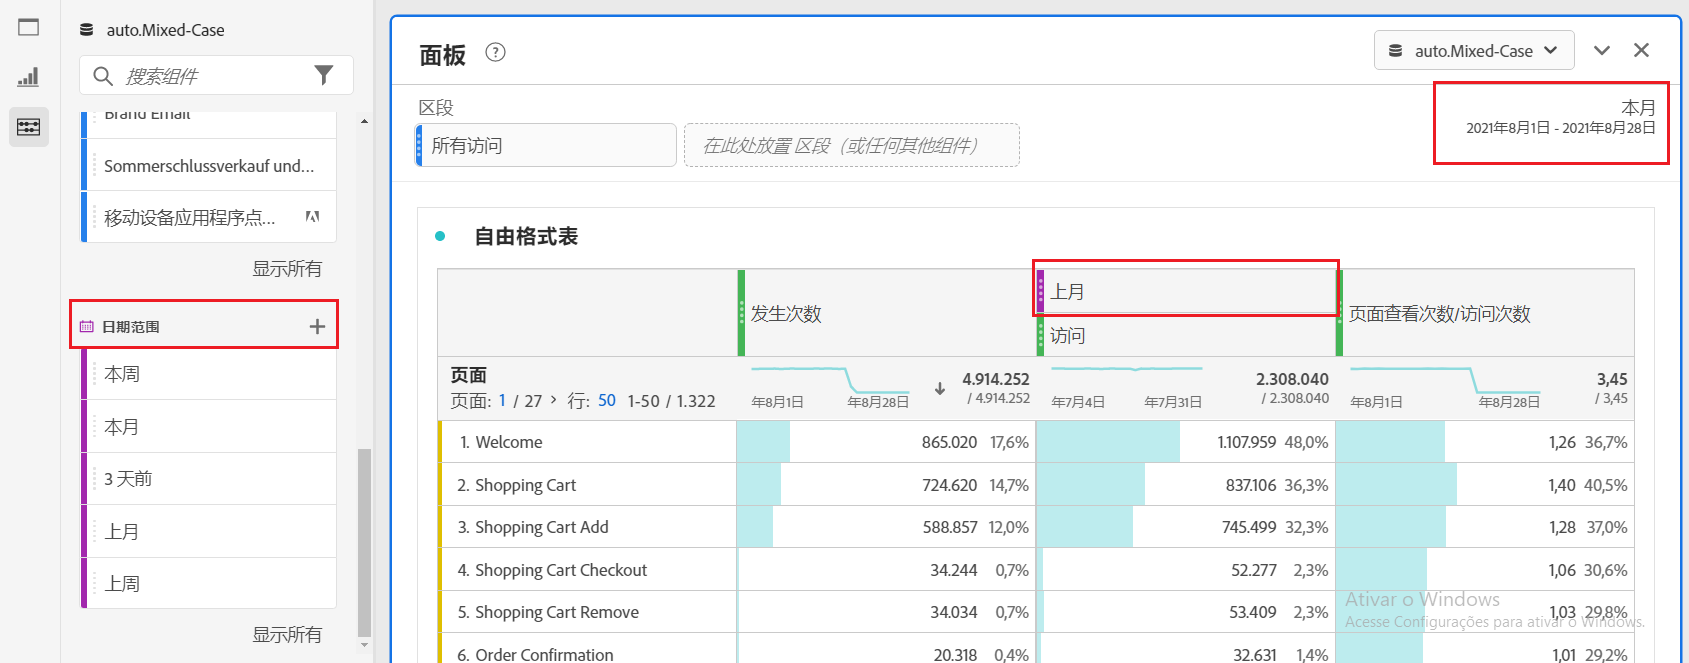 auto.Mixed-Case
搜索组件
Brand Email
Sommerschlussverkauf und...
移动设备应用程序点...
显示所有
日期范围
本周
本月
3 天前
上月
上周
显示所有
面板
auto.Mixed-Case
区段
所有访问
在此处放置 区段（或任何其他组件）
本月
2021年8月1日 - 2021年8月28日
自由格式表
发生次数
上月
访问
页面查看次数/访问次数
页面
页面: 1 / 27 > 行: 50 1-50 / 1.322
年8月1日 年8月28日 4.914.252 / 4.914.252
年7月4日 年7月31日 2.308.040 / 2.308.040
年8月1日 年8月28日 3,45 / 3,45
1. Welcome 865.020 17,6% 1.107.959 48,0% 1,26 36,7%
2. Shopping Cart 724.620 14,7% 837.106 36,3% 1,40 40,5%
3. Shopping Cart Add 588.857 12,0% 745.499 32,3% 1,28 37,0%
4. Shopping Cart Checkout 34.244 0,7% 52.277 2,3% 1,06 30,6%
5. Shopping Cart Remove 34.034 0,7% 53.409 2,3% 1,03 29,8%
6. Order Confirmation 20.318 0,4% 32.631 1,4% 1,01 29,2%
Ativar o Windows
Acesse Configurações para ativar o Windows.